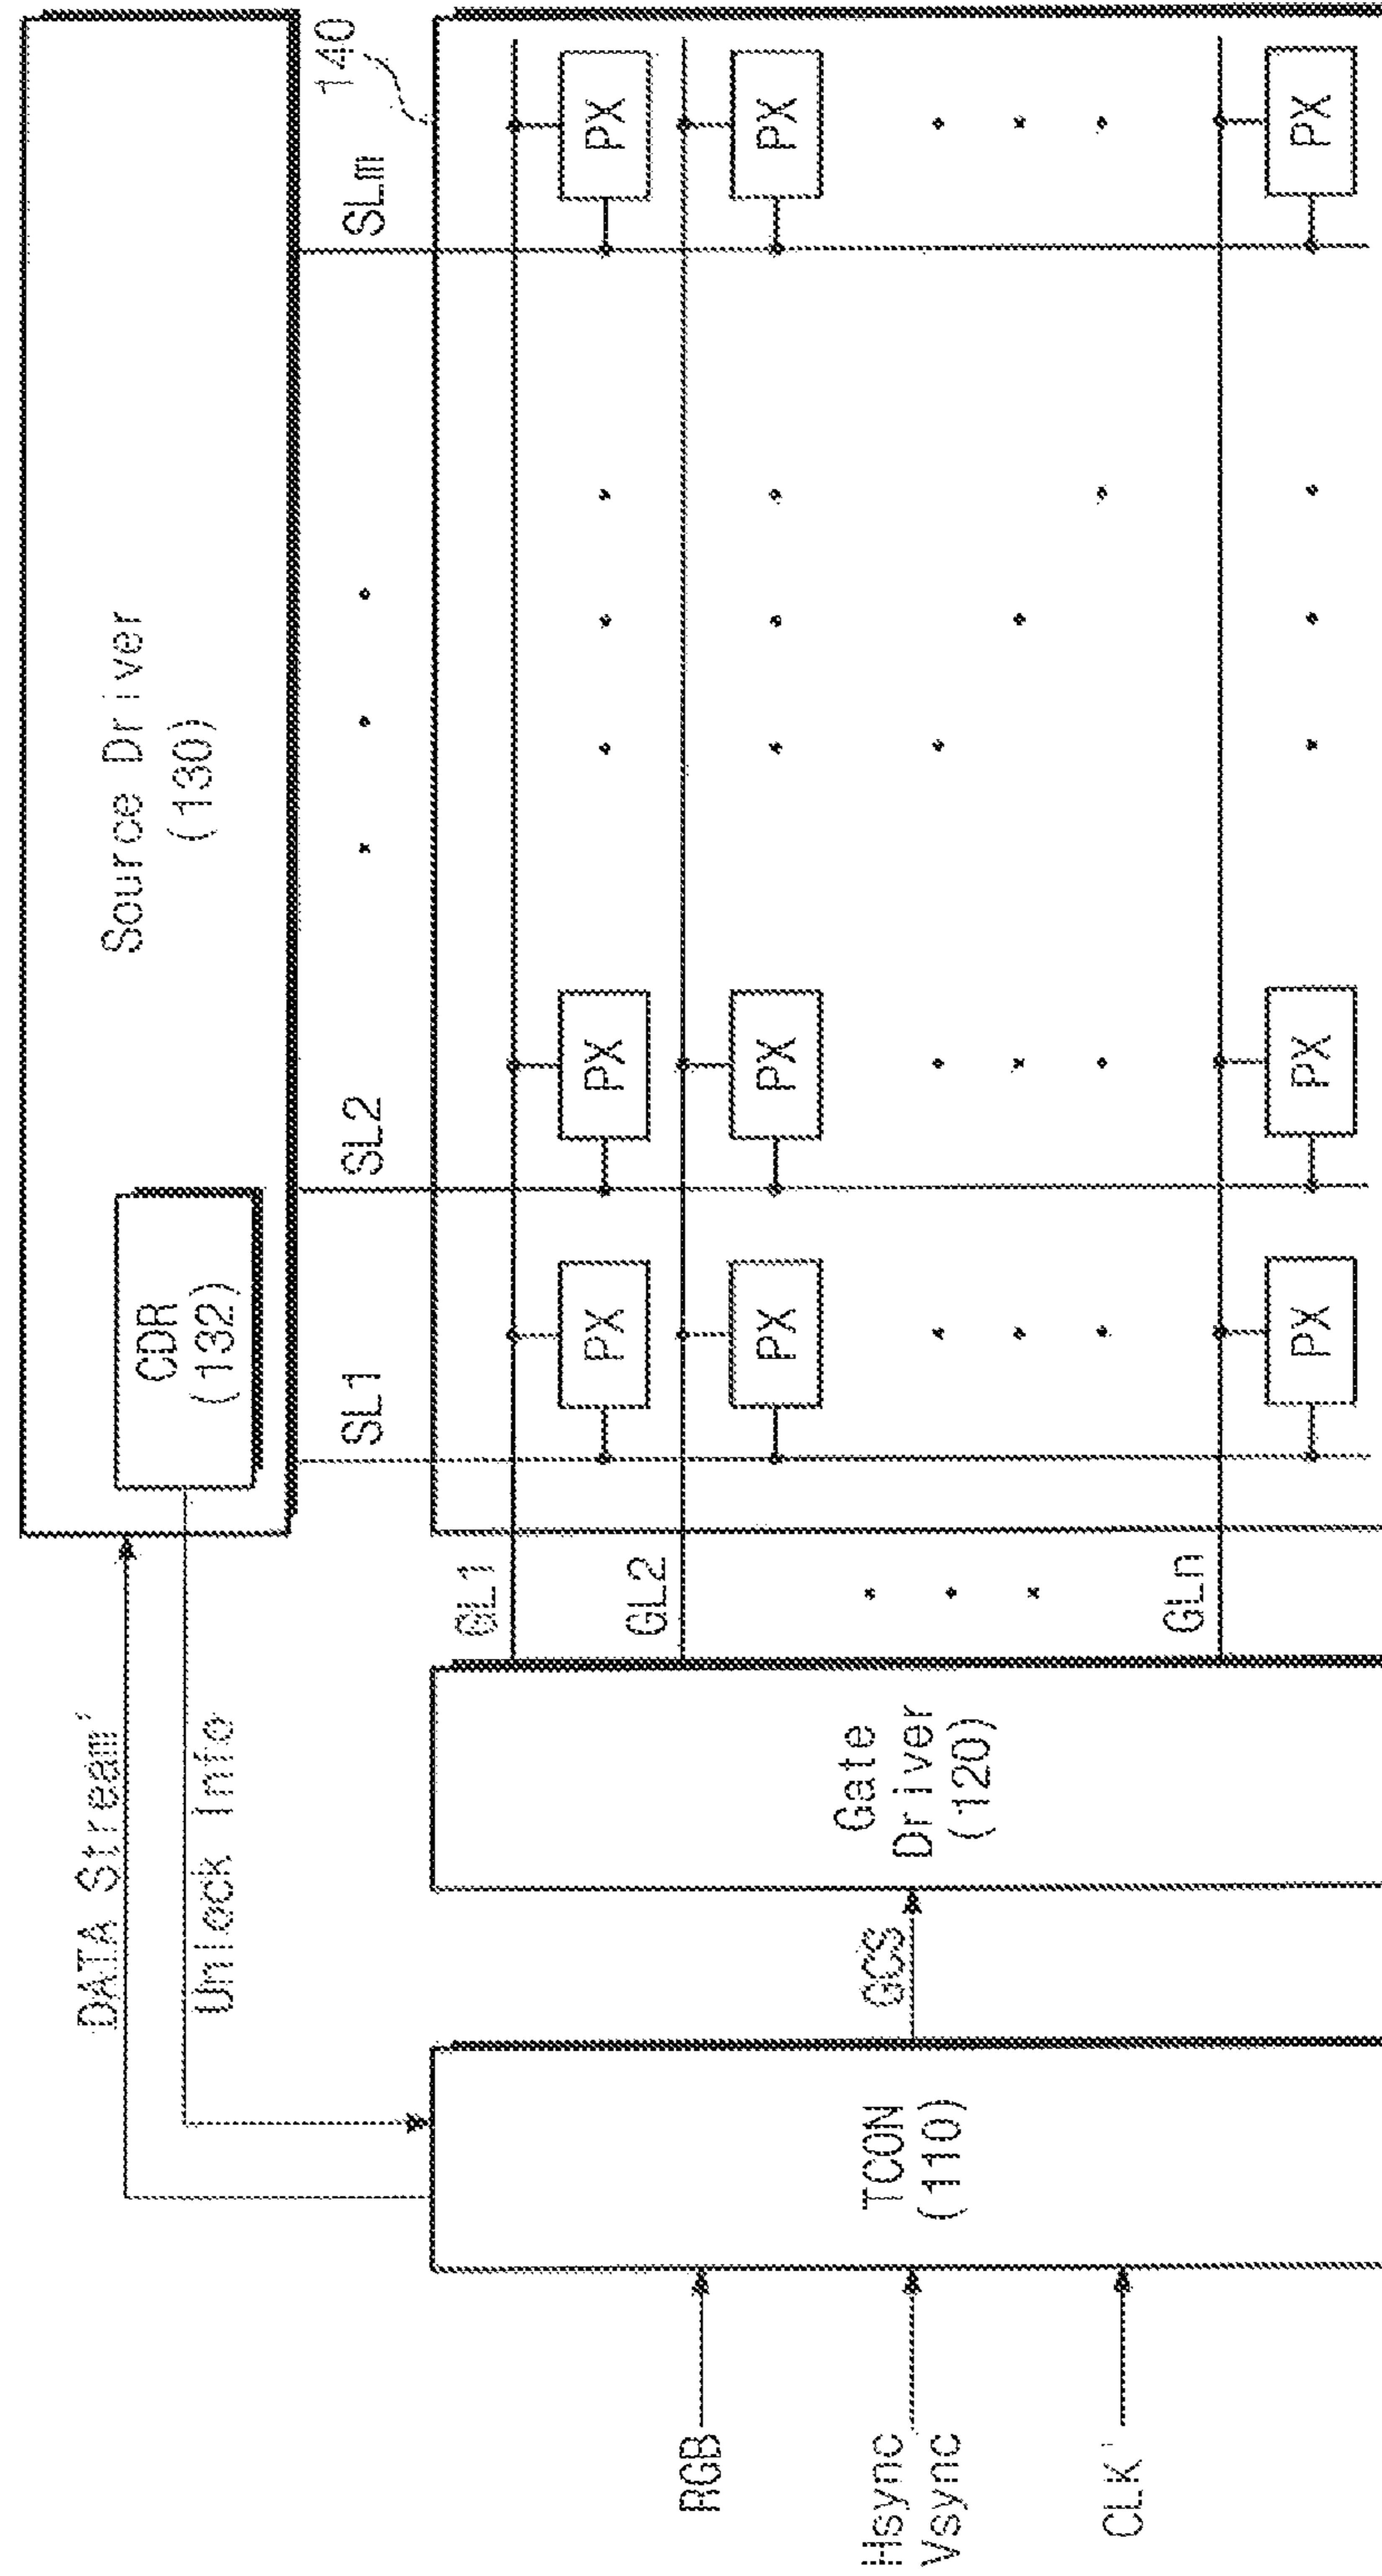 DATA Stream'
Unlock Info
Source Driver
(130)
CDR
(132)
SL1
SL2
SLm
140
RGB
Hsync
Vsync
CLK'
TCON
(110)
GCS
Gate
Driver
(120)
GL1
GL2
GLn
PX
PX
PX
PX
PX
PX
PX
PX
PX